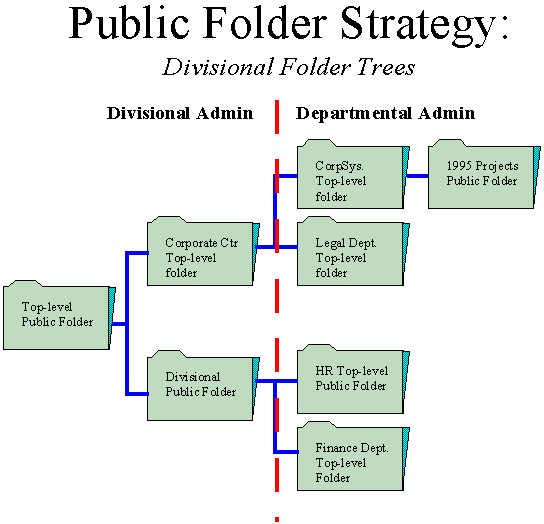 Public Folder Strategy:
Divisional Folder Trees
Divisional Admin
Departmental Admin
CorpSys.
Top-level
folder
1995 Projects
Public Folder
Corporate Ctr
Top-level
folder
Legal Dept.
Top-level
folder
Top-level
Public Folder
Divisional
Public Folder
HR Top-level
Public Folder
Finance Dept.
Top-level
Folder